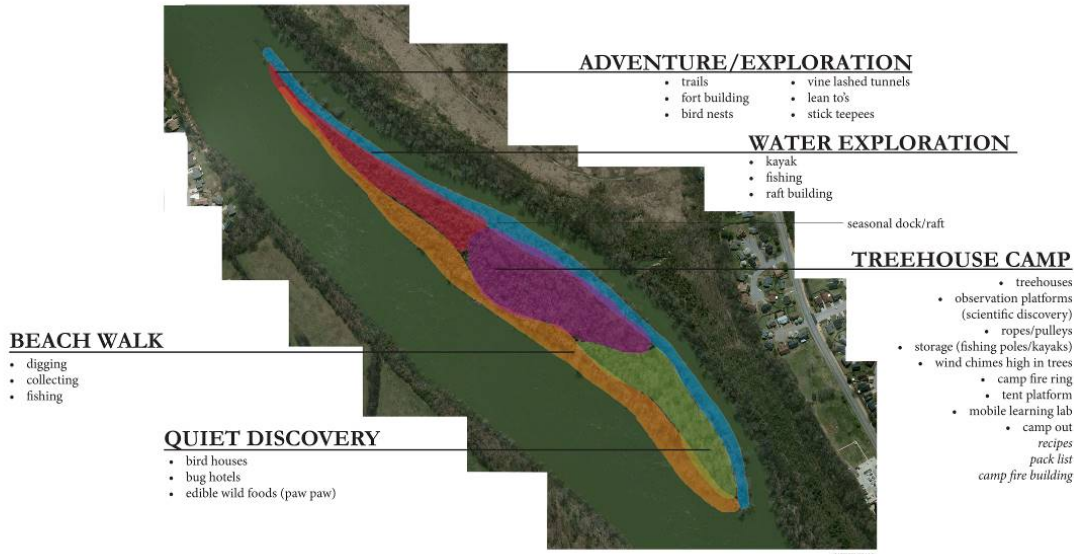 ADVENTURE/EXPLORATION
• trails
• fort building
• bird nests
• vine lashed tunnels
• lean to's
• stick teepees
WATER EXPLORATION
• kayak
• fishing
• raft building
seasonal dock/raft
TREEHOUSE CAMP
• treehouses
• observation platforms
(scientific discovery)
• ropes/pulleys
• storage (fishing poles/kayaks)
• wind chimes high in trees
• camp fire ring
• tent platform
• mobile learning lab
• camp out
recipes
pack list
camp fire building
BEACH WALK
• digging
• collecting
• fishing
QUIET DISCOVERY
• bird houses
• bug hotels
• edible wild foods (paw paw)